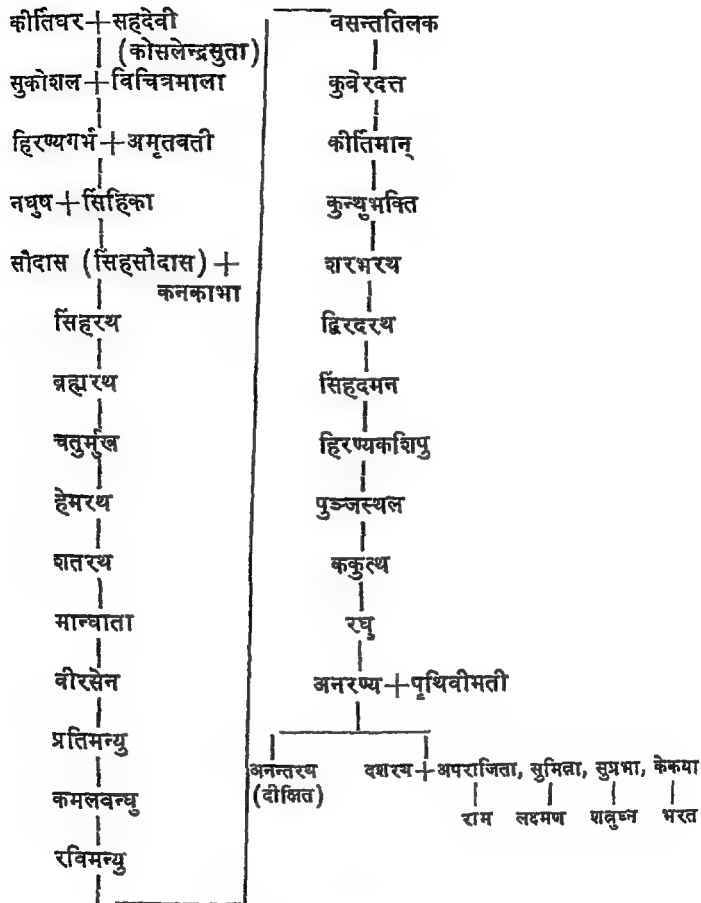 कीर्तिधर + सहदेवी
(कोसलेन्द्रसुता)
सुकोशल + विचित्रमाला
हिरण्यगर्भ + अमृतवती
नघुष + सिंहिका
सौदास (सिंहसौदास) +
कनकाभा
सिंहरथ
ब्रह्मरथ
चतुर्मुख
हेमरथ
शतरथ
मान्धाता
वीरसेन
प्रतिमन्यु
कमलबन्धु
रविमन्यु
वसन्ततिलक
कुबेरदत्त
कीर्तिमान्
कुन्थुभक्ति
शरभरथ
द्विरदरथ
सिंहदमन
हिरण्यकशिपु
पुञ्जस्थल
ककुत्थ
रघु
अनरण्य + पृथिवीमती
अनन्तरथ दशरथ + अपराजिता, सुमित्रा, सुप्रभा, केकया
(दीक्षित) राम लक्ष्मण शत्रुघ्न भरत